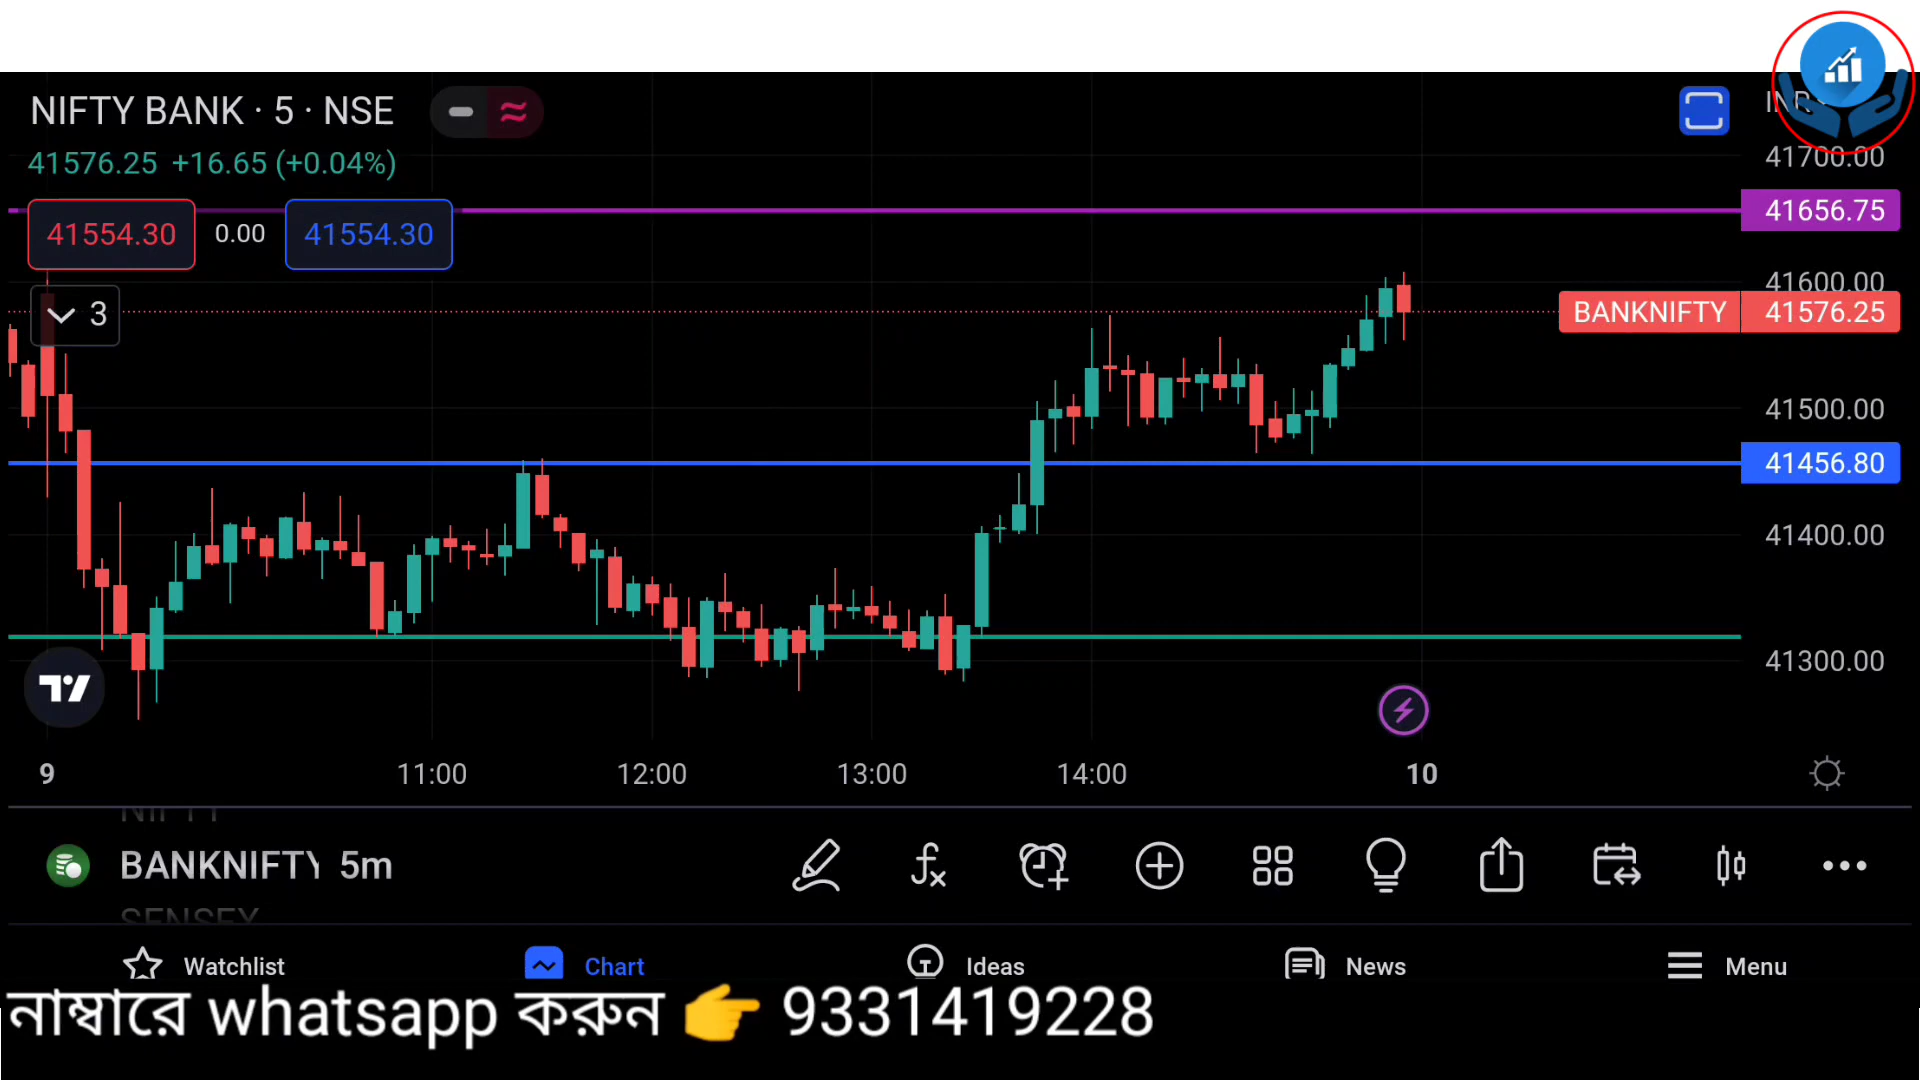 NIFTY BANK · 5 · NSE
41576.25 +16.65 (+0.04%)
41700.00
41656.75
41554.30 0.00 41554.30
41600.00
3
BANKNIFTY 41576.25
41500.00
41456.80
41400.00
41300.00
9 11:00 12:00 13:00 14:00 10
NIFTY
BANKNIFTY 5m
SENSEX
Watchlist Chart Ideas News Menu
নাম্বারে whatsapp করুন 👉 9331419228